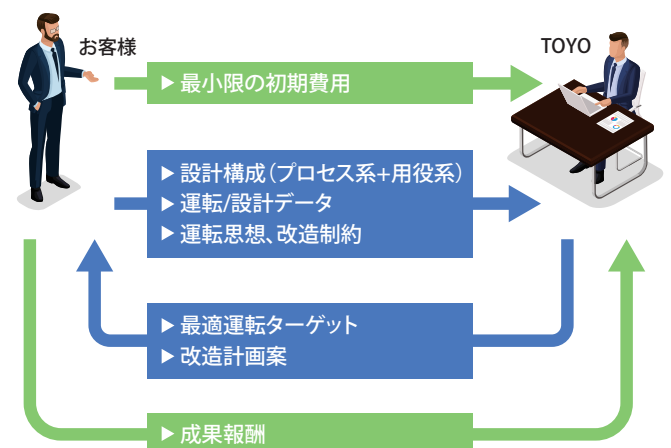 お客様
TOYO
▶ 最小限の初期費用
▶ 設計構成（プロセス系+用役系）
▶ 運転/設計データ
▶ 運転思想、改造制約
▶ 最適運転ターゲット
▶ 改造計画案
▶ 成果報酬